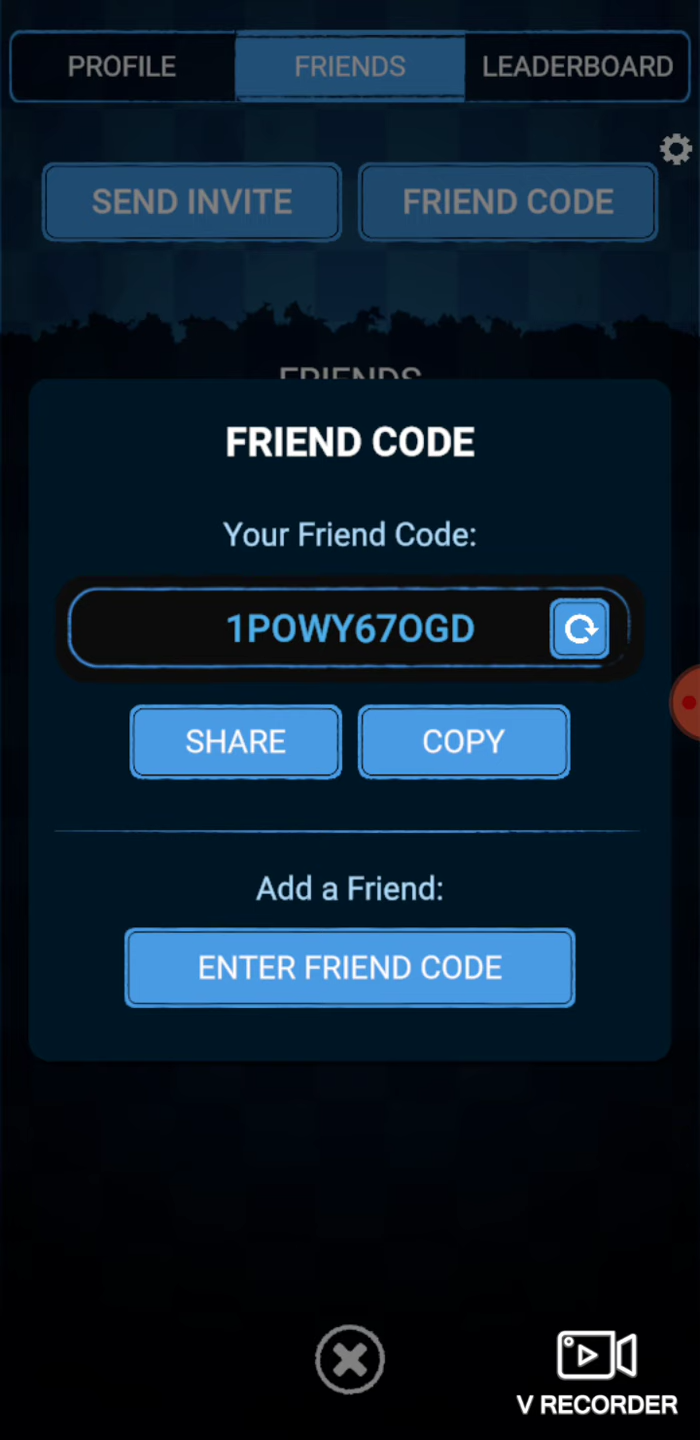 PROFILE
FRIENDS
LEADERBOARD
SEND INVITE
FRIEND CODE
FRIENDS
FRIEND CODE
Your Friend Code:
1POWY67OGD
SHARE
COPY
Add a Friend:
ENTER FRIEND CODE
V RECORDER